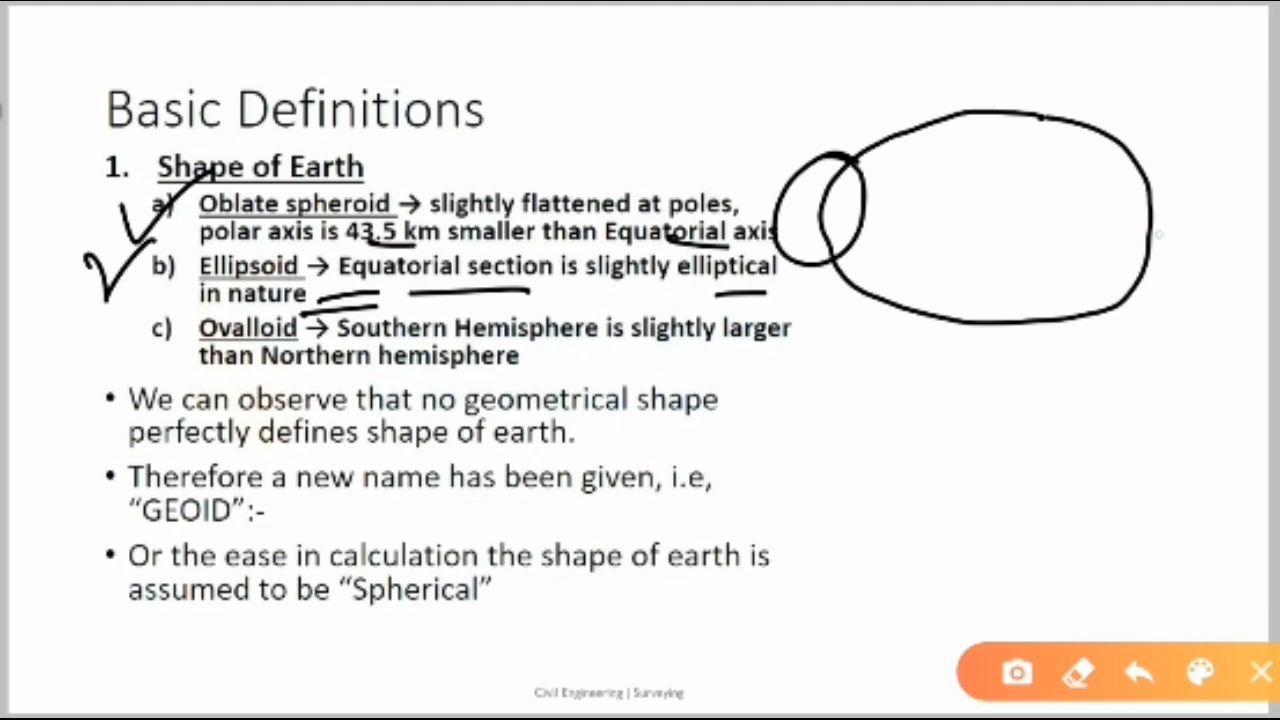 Basic Definitions
1. Shape of Earth
a) Oblate spheroid → slightly flattened at poles,
polar axis is 43.5 km smaller than Equatorial axis
b) Ellipsoid → Equatorial section is slightly elliptical
in nature
c) Ovalloid → Southern Hemisphere is slightly larger
than Northern hemisphere
• We can observe that no geometrical shape
perfectly defines shape of earth.
• Therefore a new name has been given, i.e,
“GEOID”:-
• Or the ease in calculation the shape of earth is
assumed to be “Spherical”
Civil Engineering | Surveying